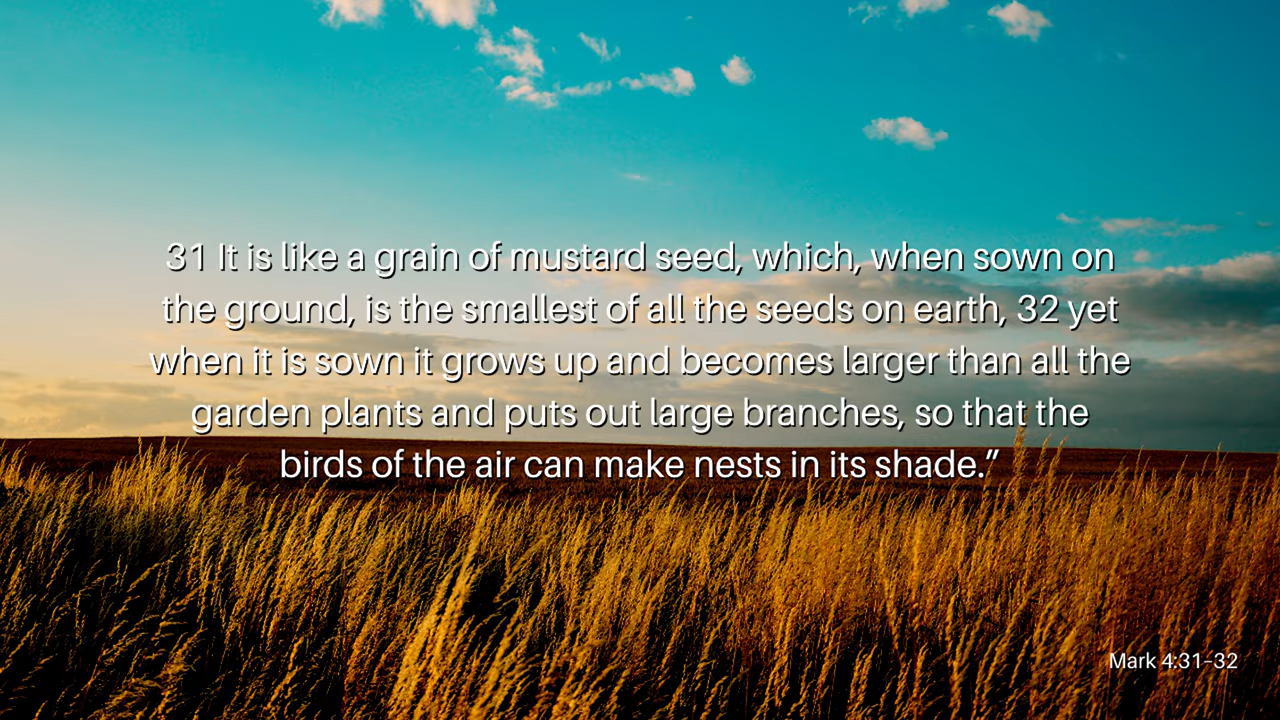 31 It is like a grain of mustard seed, which, when sown on
the ground, is the smallest of all the seeds on earth, 32 yet
when it is sown it grows up and becomes larger than all the
garden plants and puts out large branches, so that the
birds of the air can make nests in its shade.”
Mark 4:31–32